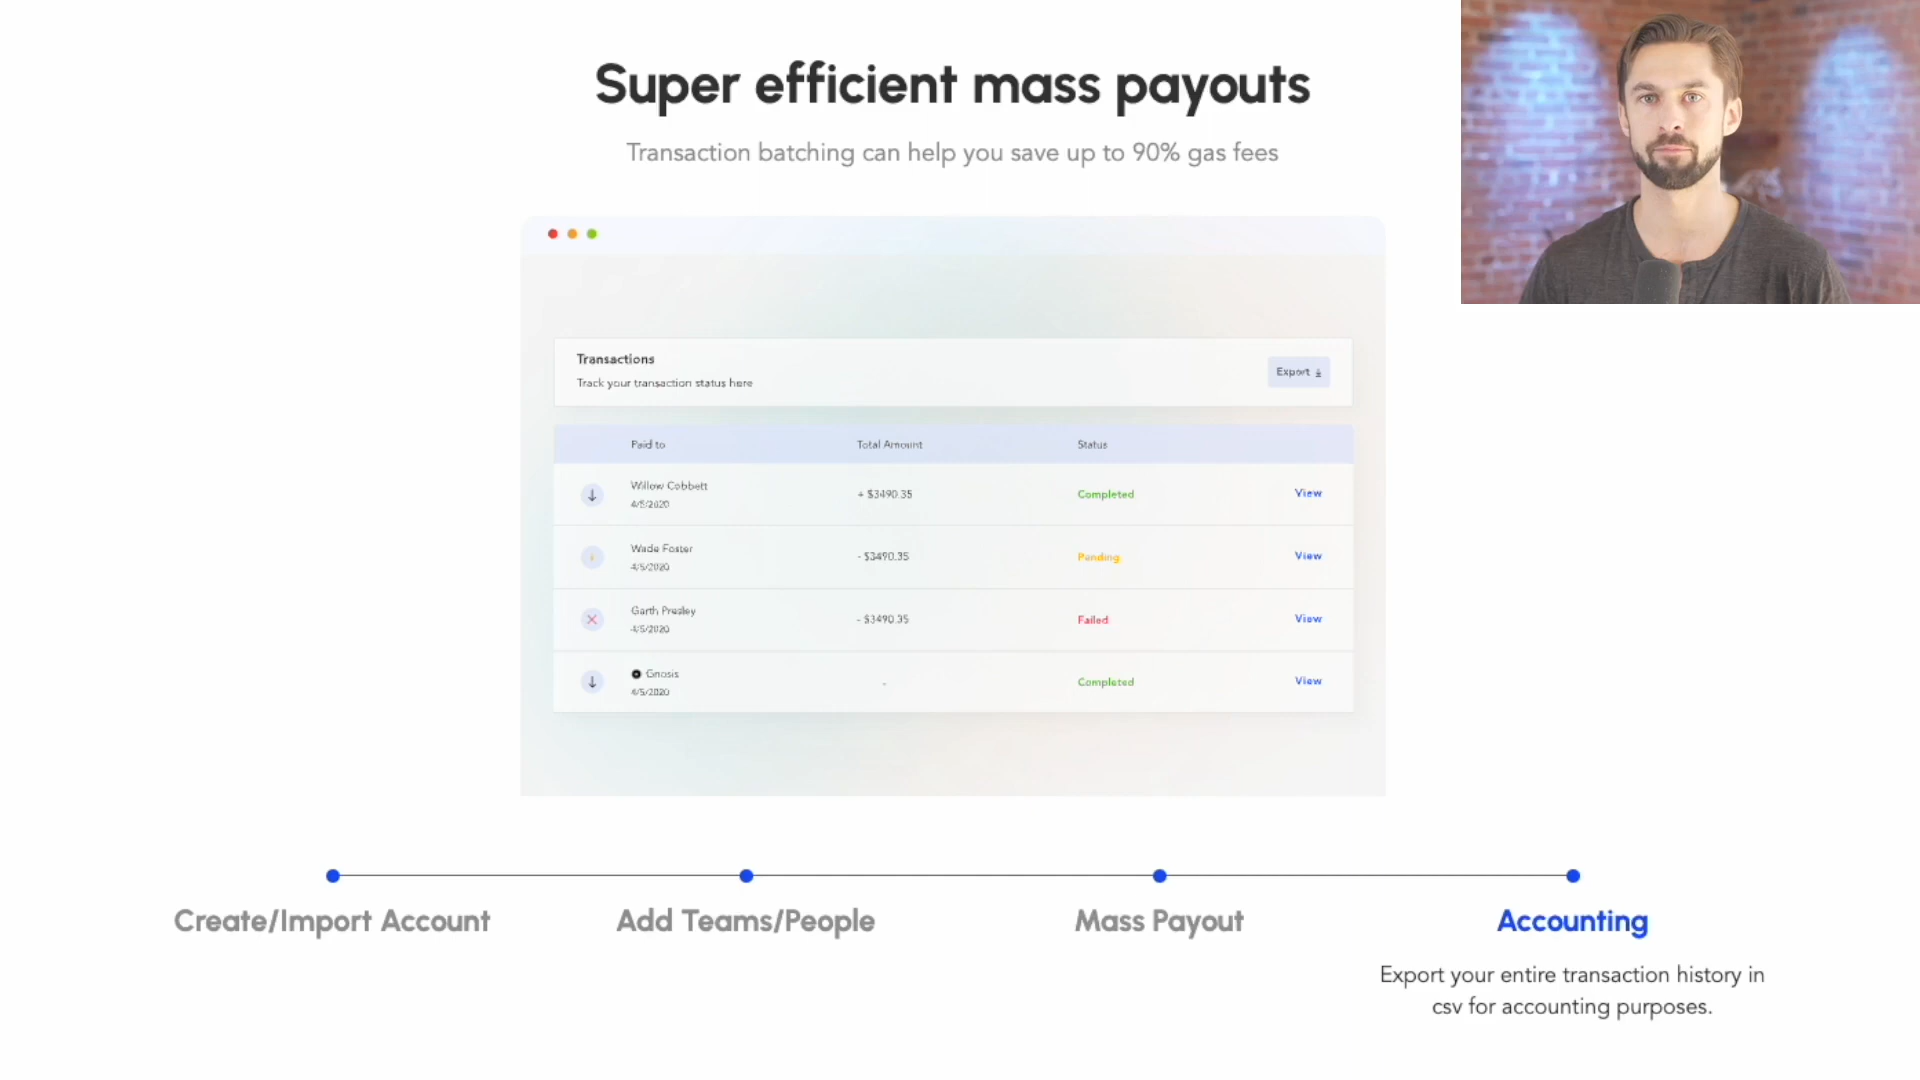 Super efficient mass payouts
Transaction batching can help you save up to 90% gas fees
Transactions
Track your transaction status here
Export
Paid to Total Amount Status
Willow Cobbett
4/5/2020
+ $3490.35 Completed View
Wade Foster
4/5/2020
- $3490.35 Pending View
Garth Presley
4/5/2020
- $3490.35 Failed View
Gnosis
4/5/2020
- Completed View
Create/Import Account
Add Teams/People
Mass Payout
Accounting
Export your entire transaction history in
csv for accounting purposes.